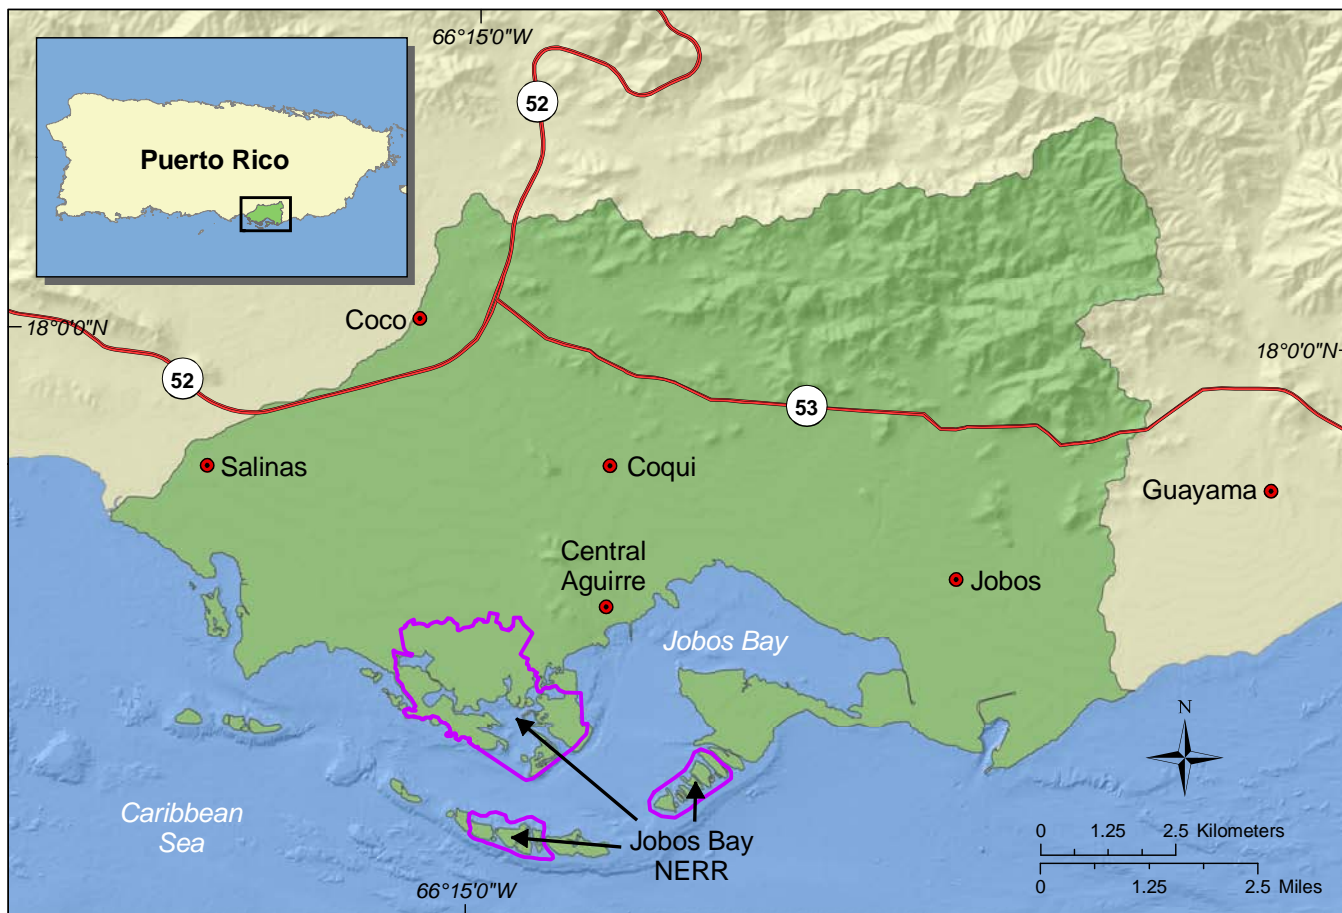 66°15'0"W
52
Puerto Rico
Coco
18°0'0"N
18°0'0"N
52
53
Salinas
Coqui
Guayama
Central
Aguirre
Jobos
Jobos Bay
N
Caribbean
Sea
Jobos Bay
NERR
0 1.25 2.5 Kilometers
0 1.25 2.5 Miles
66°15'0"W